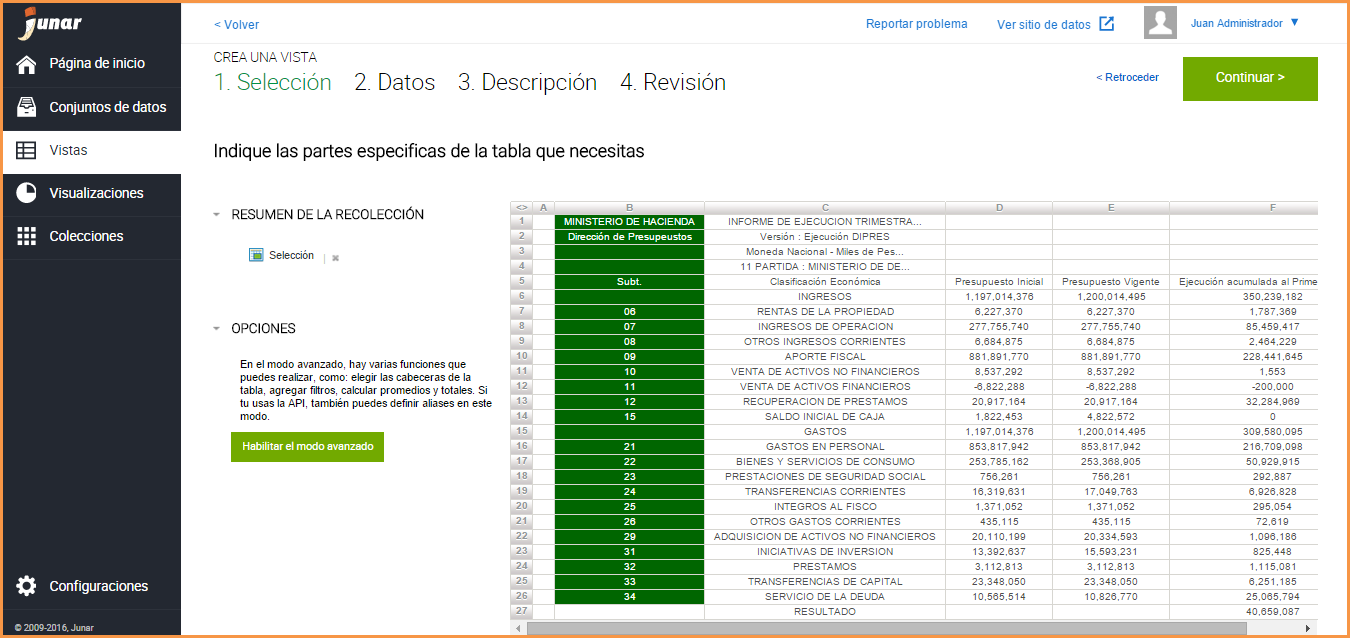 junar
< Volver
Reportar problema
Ver sitio de datos
Juan Administrador ▼
Página de inicio
Conjuntos de datos
Vistas
Visualizaciones
Colecciones
Configuraciones
© 2009-2016, Junar
CREA UNA VISTA
1. Selección 2. Datos 3. Descripción 4. Revisión
< Retroceder
Continuar >
Indique las partes especificas de la tabla que necesitas
RESUMEN DE LA RECOLECCIÓN
Selección
OPCIONES
En el modo avanzado, hay varias funciones que
puedes realizar, como: elegir las cabeceras de la
tabla, agregar filtros, calcular promedios y totales. Si
tu usas la API, también puedes definir aliases en este
modo.
Habilitar el modo avanzado
<> A B C D E F
1 MINISTERIO DE HACIENDA INFORME DE EJECUCION TRIMESTRA...
2 Dirección de Presupeustos Versión : Ejecución DIPRES
3 Moneda Nacional - Miles de Pes...
4 11 PARTIDA : MINISTERIO DE DE...
5 Subt. Clasificación Económica Presupuesto Inicial Presupuesto Vigente Ejecución acumulada al Prime
6 INGRESOS 1,197,014,376 1,200,014,495 350,239,182
7 06 RENTAS DE LA PROPIEDAD 6,227,370 6,227,370 1,787,369
8 07 INGRESOS DE OPERACION 277,755,740 277,755,740 85,459,417
9 08 OTROS INGRESOS CORRIENTES 6,684,875 6,684,875 2,464,229
10 09 APORTE FISCAL 881,891,770 881,891,770 228,441,645
11 10 VENTA DE ACTIVOS NO FINANCIEROS 8,537,292 8,537,292 1,553
12 11 VENTA DE ACTIVOS FINANCIEROS -6,822,288 -6,822,288 -200,000
13 12 RECUPERACION DE PRESTAMOS 20,917,164 20,917,164 32,284,969
14 15 SALDO INICIAL DE CAJA 1,822,453 4,822,572 0
15 GASTOS 1,197,014,376 1,200,014,495 309,580,095
16 21 GASTOS EN PERSONAL 853,817,942 853,817,942 216,709,098
17 22 BIENES Y SERVICIOS DE CONSUMO 253,785,162 253,368,905 50,929,915
18 23 PRESTACIONES DE SEGURIDAD SOCIAL 756,261 756,261 292,887
19 24 TRANSFERENCIAS CORRIENTES 16,319,631 17,049,763 6,926,828
20 25 INTEGROS AL FISCO 1,371,052 1,371,052 295,054
21 26 OTROS GASTOS CORRIENTES 435,115 435,115 72,619
22 29 ADQUISICION DE ACTIVOS NO FINANCIEROS 20,110,199 20,334,593 1,096,186
23 31 INICIATIVAS DE INVERSION 13,392,637 15,593,231 825,448
24 32 PRESTAMOS 3,112,813 3,112,813 1,115,081
25 33 TRANSFERENCIAS DE CAPITAL 23,348,050 23,348,050 6,251,185
26 34 SERVICIO DE LA DEUDA 10,565,514 10,826,770 25,065,794
27 RESULTADO 40,659,087